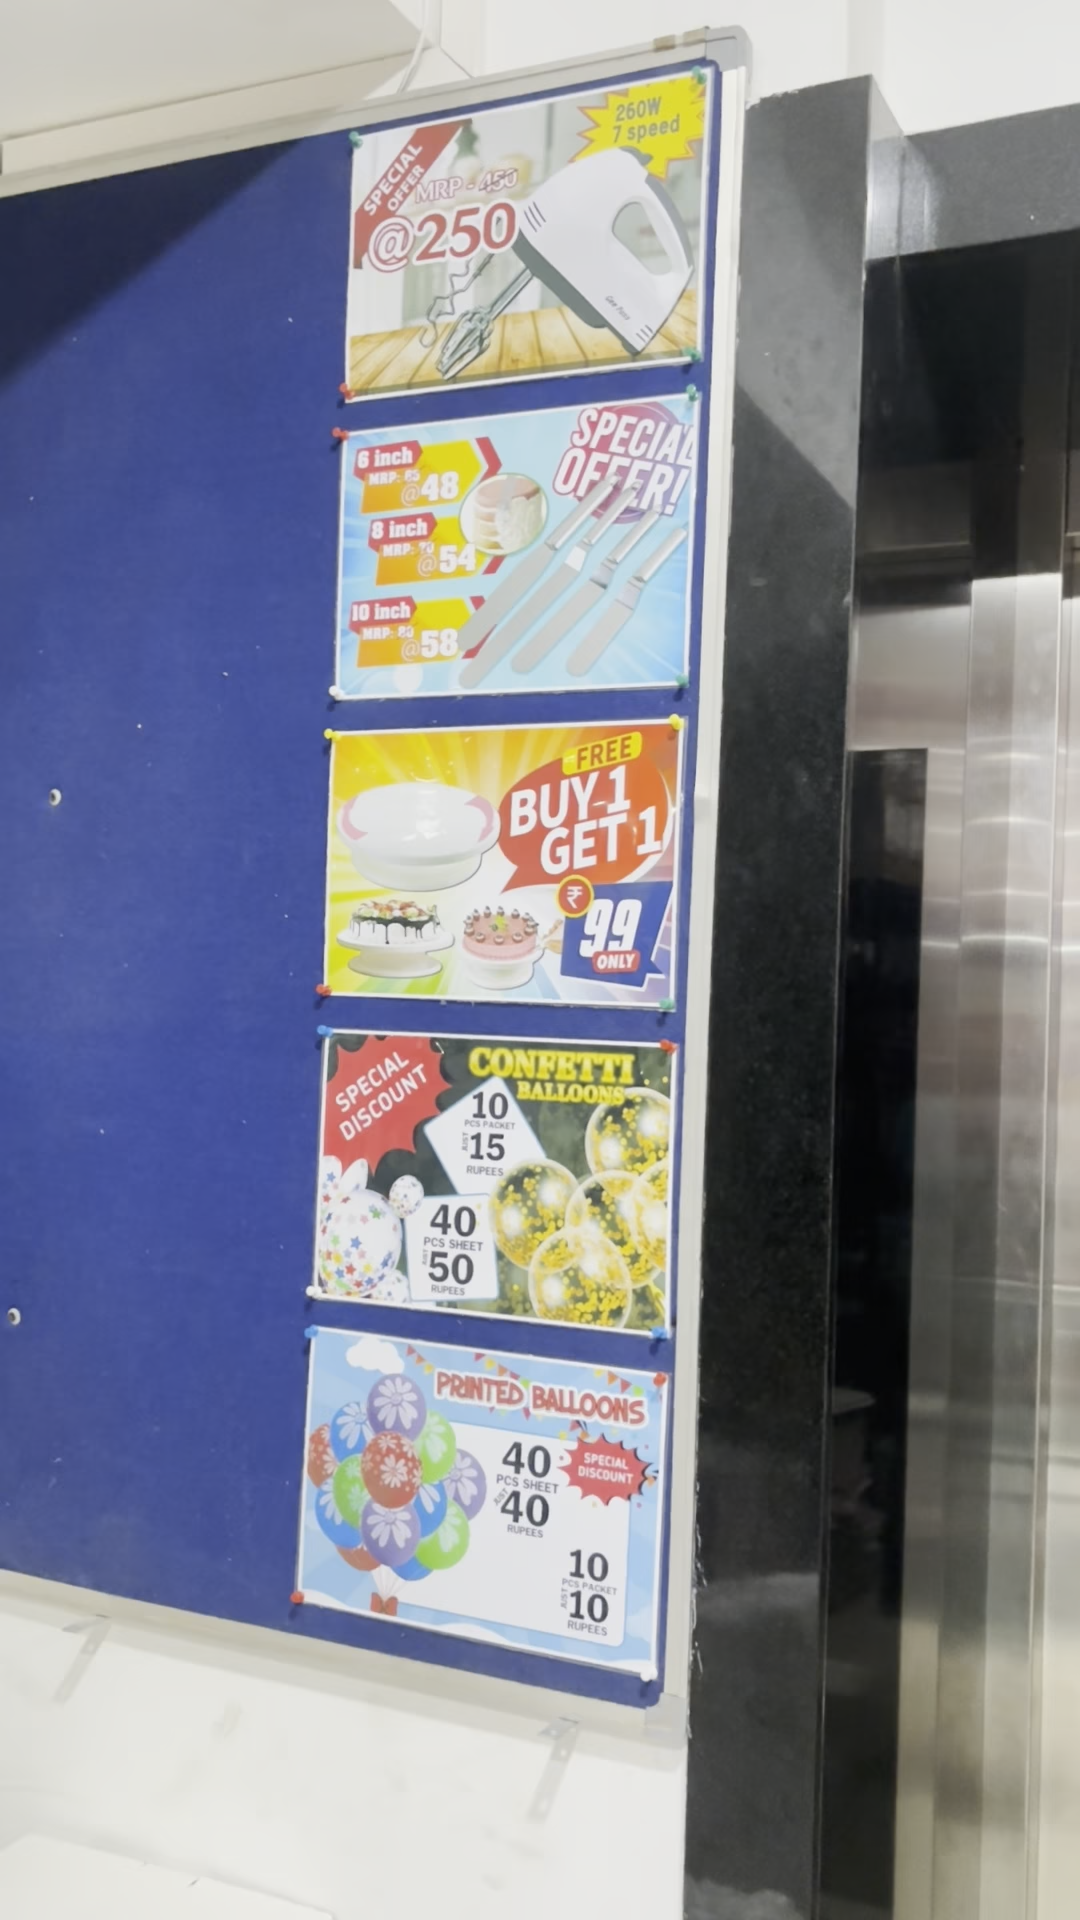 260W
7 speed
SPECIAL
OFFER
MRP - 450
@250
SPECIAL
OFFER!
6 inch
MRP: 65
@48
8 inch
MRP: 70
@54
10 inch
MRP: 80
@58
FREE
BUY 1
GET 1
₹
99
ONLY
SPECIAL
DISCOUNT
CONFETTI
BALLOONS
10
PCS PACKET
JUST
15
RUPEES
40
PCS SHEET
JUST
50
RUPEES
PRINTED BALLOONS
40
PCS SHEET
JUST
40
RUPEES
SPECIAL
DISCOUNT
10
PCS PACKET
JUST
10
RUPEES